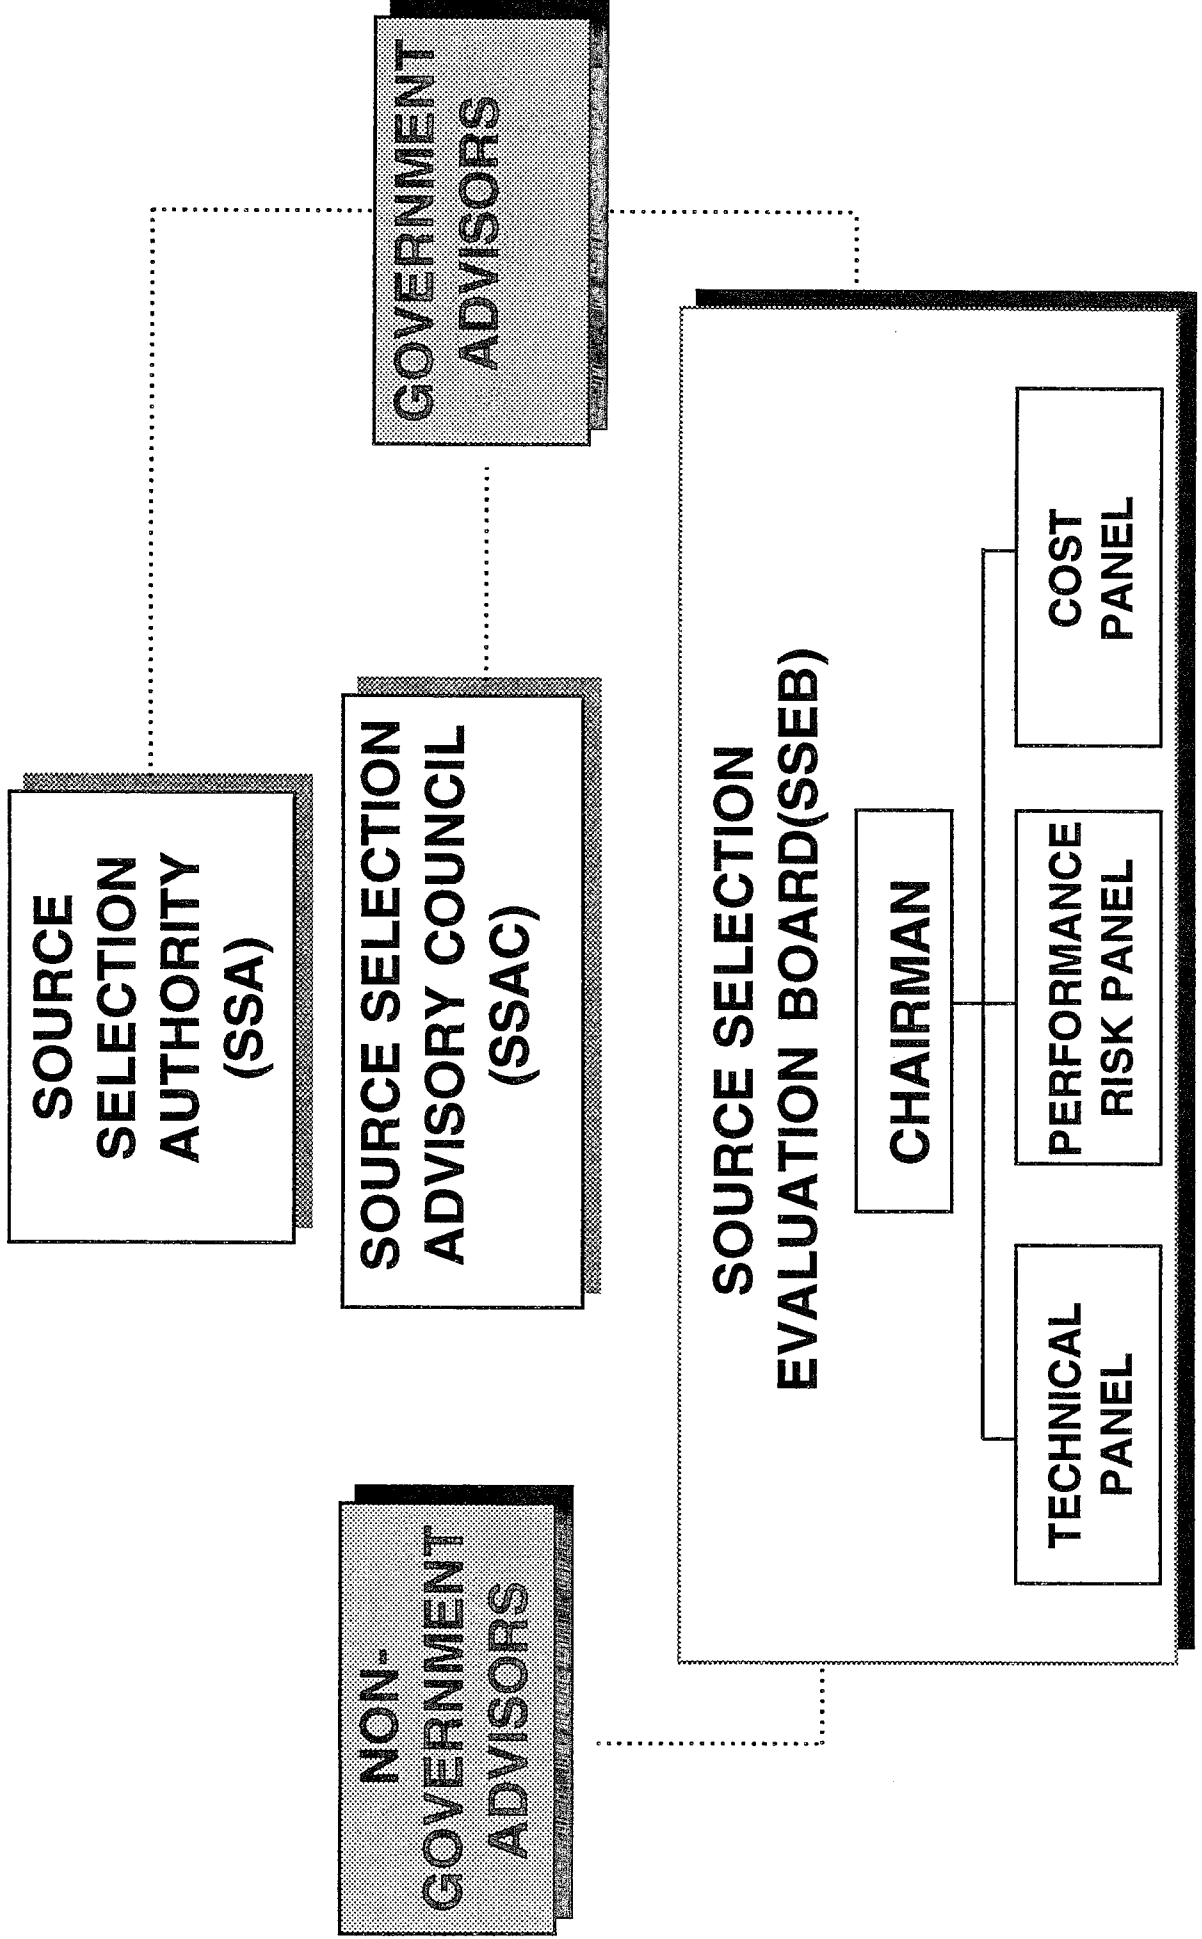 SOURCE
SELECTION
AUTHORITY
(SSA)
NON-
GOVERNMENT
ADVISORS
SOURCE SELECTION
ADVISORY COUNCIL
(SSAC)
GOVERNMENT
ADVISORS
SOURCE SELECTION
EVALUATION BOARD(SSEB)
CHAIRMAN
TECHNICAL
PANEL
PERFORMANCE
RISK PANEL
COST
PANEL